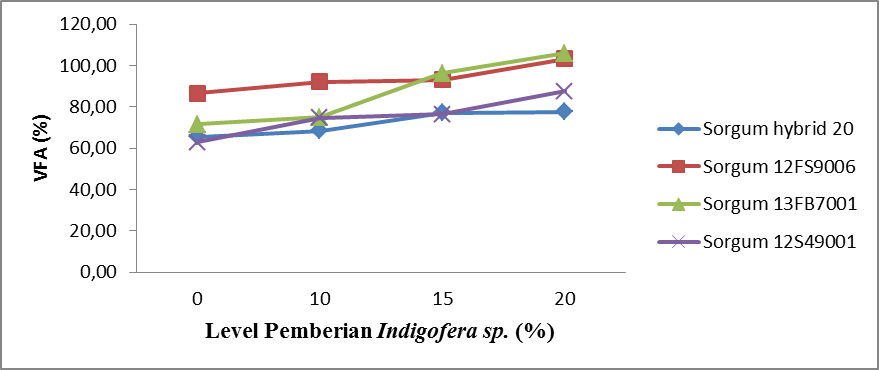 120,00
100,00
80,00
60,00
40,00
20,00
0,00
VFA (%)
0 10 15 20
Level Pemberian Indigofera sp. (%)
Sorgum hybrid 20
Sorgum 12FS9006
Sorgum 13FB7001
Sorgum 12S49001